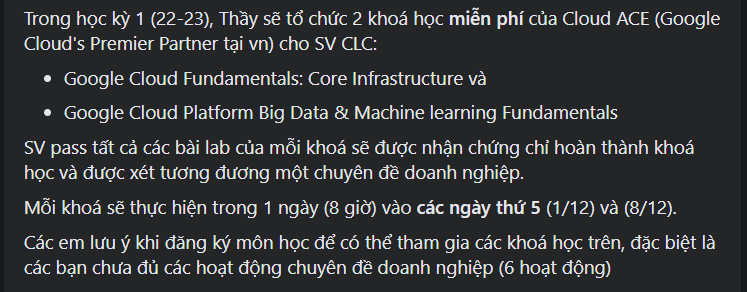 Trong học kỳ 1 (22-23), Thầy sẽ tổ chức 2 khoá học miễn phí của Cloud ACE (Google
Cloud's Premier Partner tại vn) cho SV CLC:
• Google Cloud Fundamentals: Core Infrastructure và
• Google Cloud Platform Big Data & Machine learning Fundamentals
SV pass tất cả các bài lab của mỗi khoá sẽ được nhận chứng chỉ hoàn thành khoá
học và được xét tương đương một chuyên đề doanh nghiệp.
Mỗi khoá sẽ thực hiện trong 1 ngày (8 giờ) vào các ngày thứ 5 (1/12) và (8/12).
Các em lưu ý khi đăng ký môn học để có thể tham gia các khoá học trên, đặc biệt là
các bạn chưa đủ các hoạt động chuyên đề doanh nghiệp (6 hoạt động)